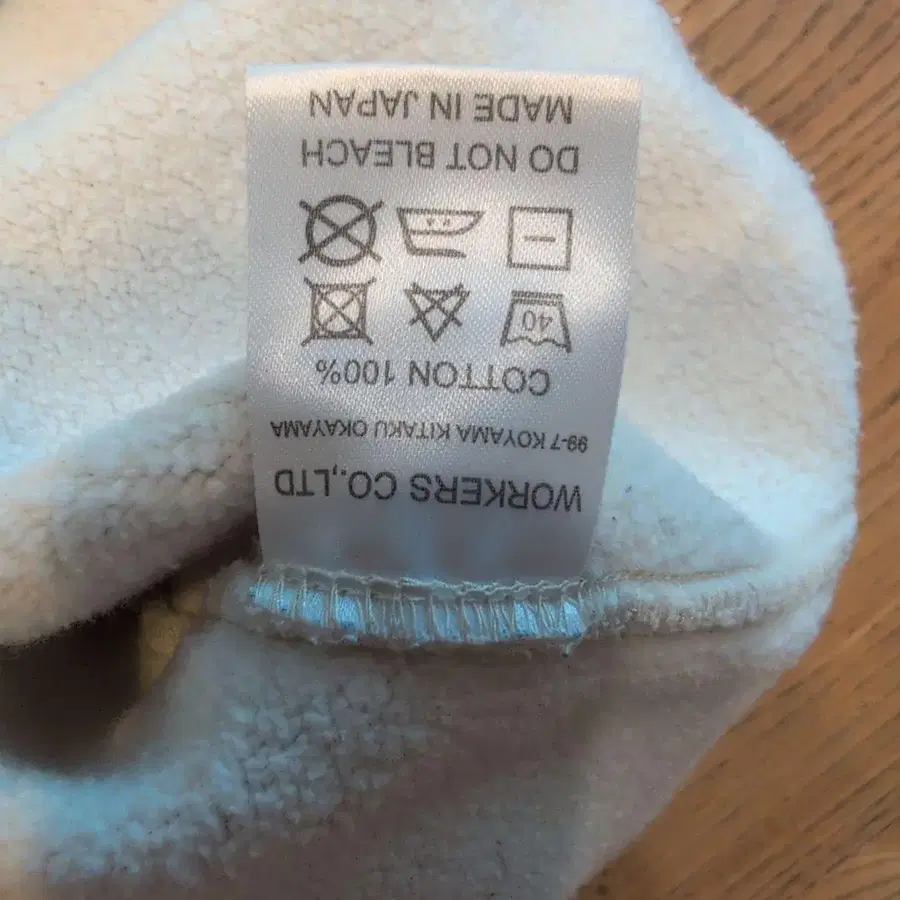 WORKERS CO.,LTD
99-7 KOYAMA KITAKU OKAYAMA
COTTON 100%
40
DO NOT BLEACH
MADE IN JAPAN